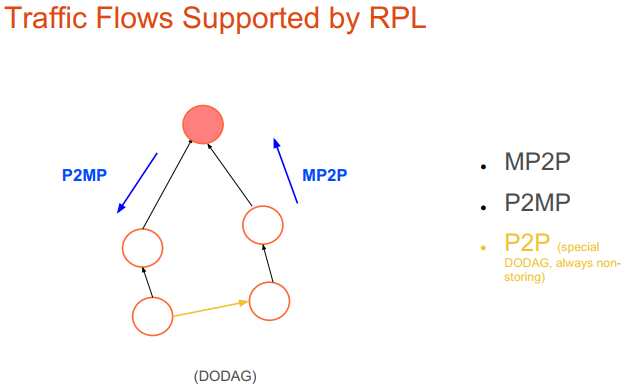 Traffic Flows Supported by RPL
P2MP
MP2P
• MP2P
• P2MP
• P2P (special
DODAG, always non-
storing)
(DODAG)